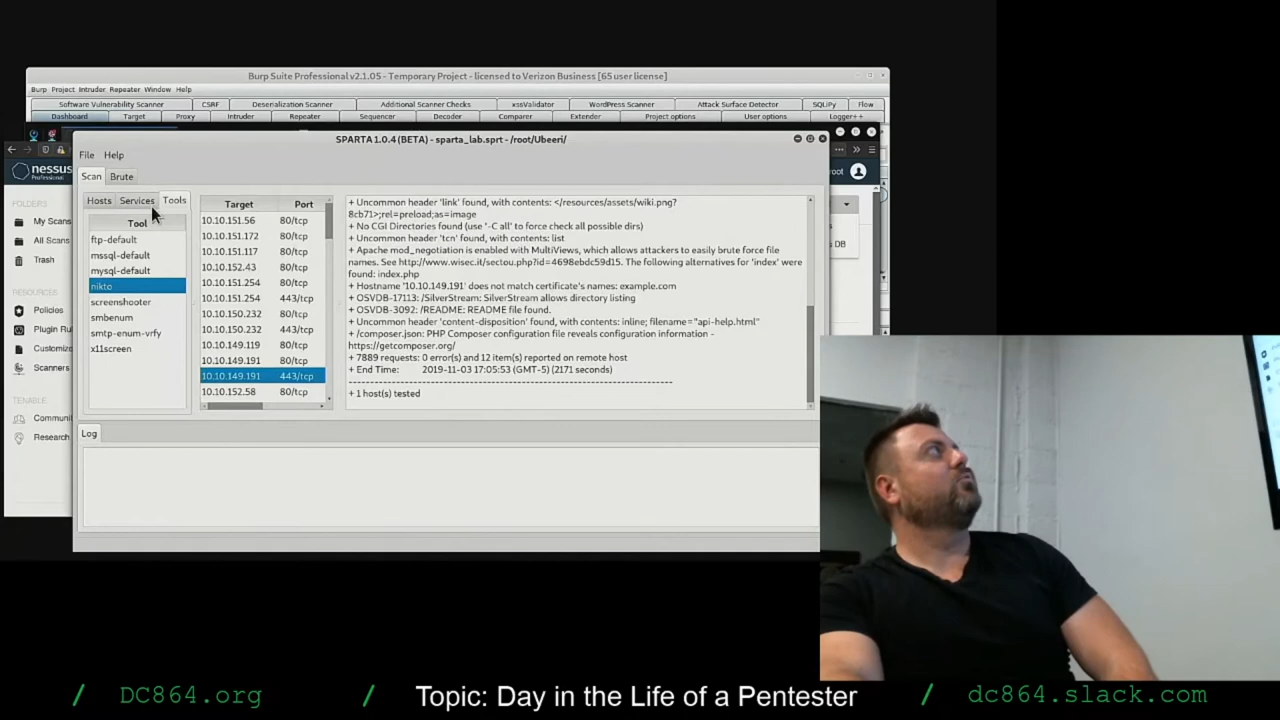 Burp Suite Professional v2.1.05 - Temporary Project - licensed to Verizon Business [65 user license]
Burp Project Intruder Repeater Window Help
Software Vulnerability Scanner CSRF Deserialization Scanner Additional Scanner Checks xssValidator WordPress Scanner Attack Surface Detector SQLiPy Flow
Dashboard Target Proxy Intruder Repeater Sequencer Decoder Comparer Extender Project options User options Logger++
SPARTA 1.0.4 (BETA) - sparta_lab.sprt - /root/Ubeeri/
File Help
nessus
Professional
root
Scan Brute
Hosts Services Tools
FOLDERS
My Scans
All Scans
Trash
RESOURCES
Policies
Plugin Ru
Customiz
Scanners
TENABLE
Communi
Research
Tool
ftp-default
mssql-default
mysql-default
nikto
screenshooter
smbenum
smtp-enum-vrfy
x11screen
Target Port
10.10.151.56 80/tcp
10.10.151.172 80/tcp
10.10.151.117 80/tcp
10.10.152.43 80/tcp
10.10.151.254 80/tcp
10.10.151.254 443/tcp
10.10.150.232 80/tcp
10.10.150.232 443/tcp
10.10.149.119 80/tcp
10.10.149.191 80/tcp
10.10.149.191 443/tcp
10.10.152.58 80/tcp
+ Uncommon header 'link' found, with contents: </resources/assets/wiki.png?
8cb71>;rel=preload;as=image
+ No CGI Directories found (use '-C all' to force check all possible dirs)
+ Uncommon header 'tcn' found, with contents: list
+ Apache mod_negotiation is enabled with MultiViews, which allows attackers to easily brute force file
names. See http://www.wisec.it/sectou.php?id=4698ebdc59d15. The following alternatives for 'index' were
found: index.php
+ Hostname '10.10.149.191' does not match certificate's names: example.com
+ OSVDB-17113: /SilverStream: SilverStream allows directory listing
+ OSVDB-3092: /README: README file found.
+ Uncommon header 'content-disposition' found, with contents: inline; filename="api-help.html"
+ /composer.json: PHP Composer configuration file reveals configuration information -
https://getcomposer.org/
+ 7889 requests: 0 error(s) and 12 item(s) reported on remote host
+ End Time: 2019-11-03 17:05:53 (GMT-5) (2171 seconds)
---------------------------------------------------------------------------
+ 1 host(s) tested
DB
Log
/ DC864.org / Topic: Day in the Life of a Pentester / dc864.slack.com